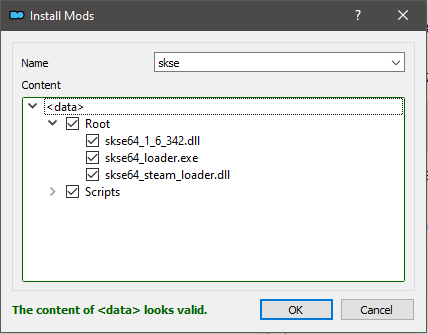 Install Mods
?
Name
skse
Content
<data>
Root
skse64_1_6_342.dll
skse64_loader.exe
skse64_steam_loader.dll
Scripts
The content of <data> looks valid.
OK
Cancel